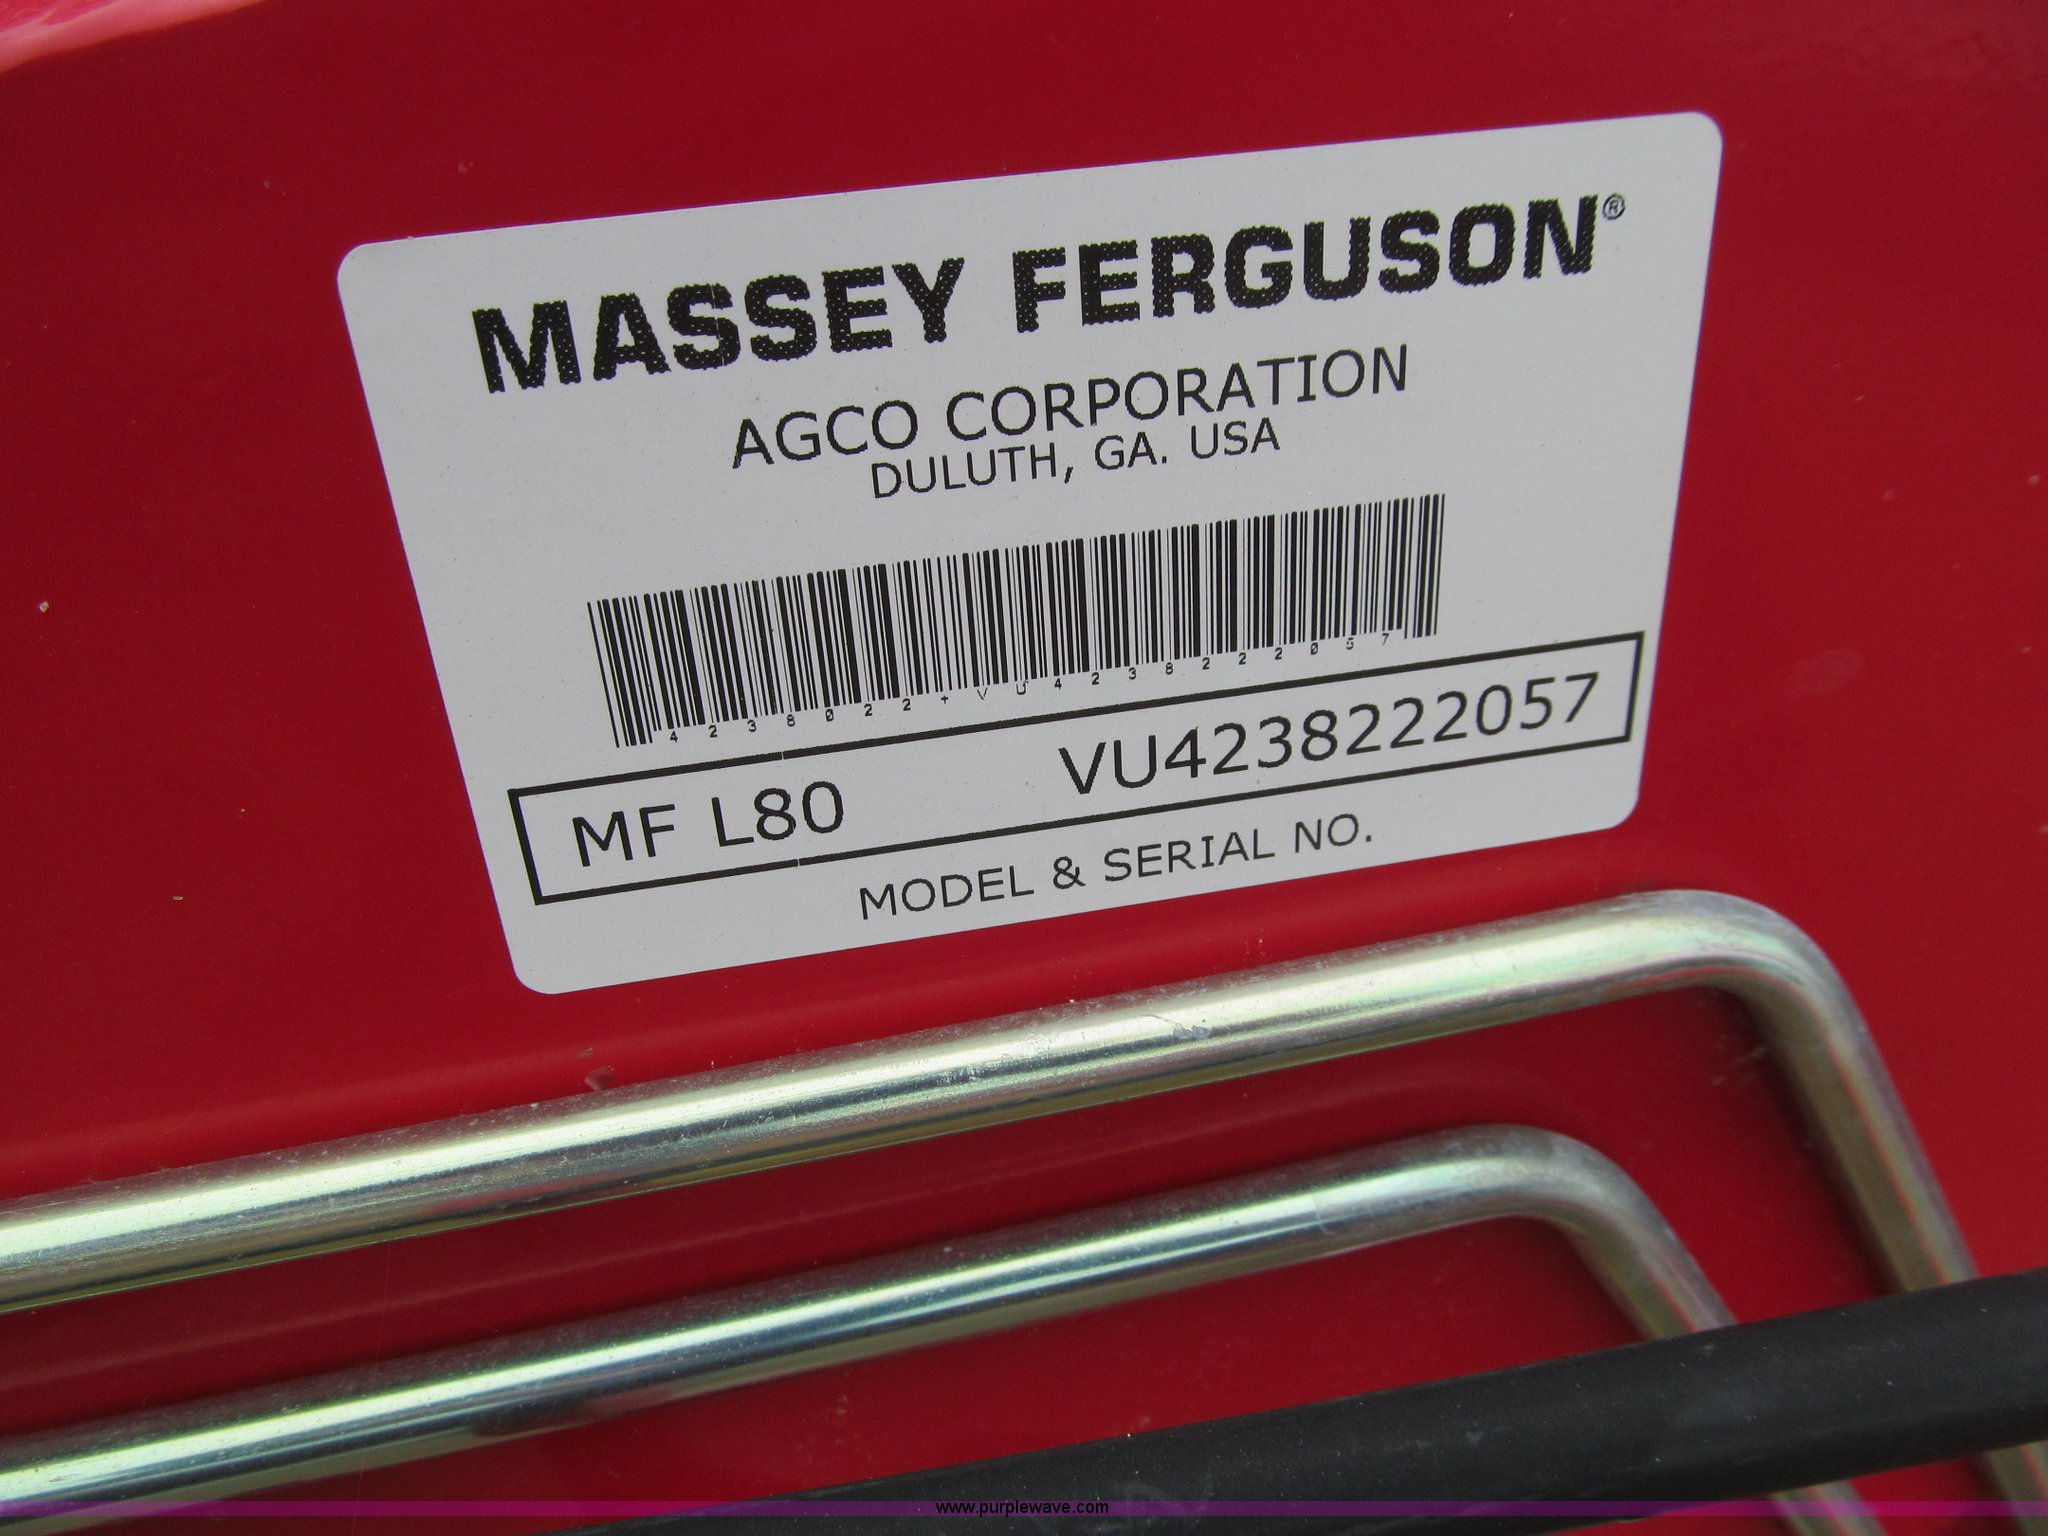 MASSEY FERGUSON®
AGCO CORPORATION
DULUTH, GA. USA
4238022+VU4238222057
MF L80 VU4238222057
MODEL & SERIAL NO.
www.purplewave.com